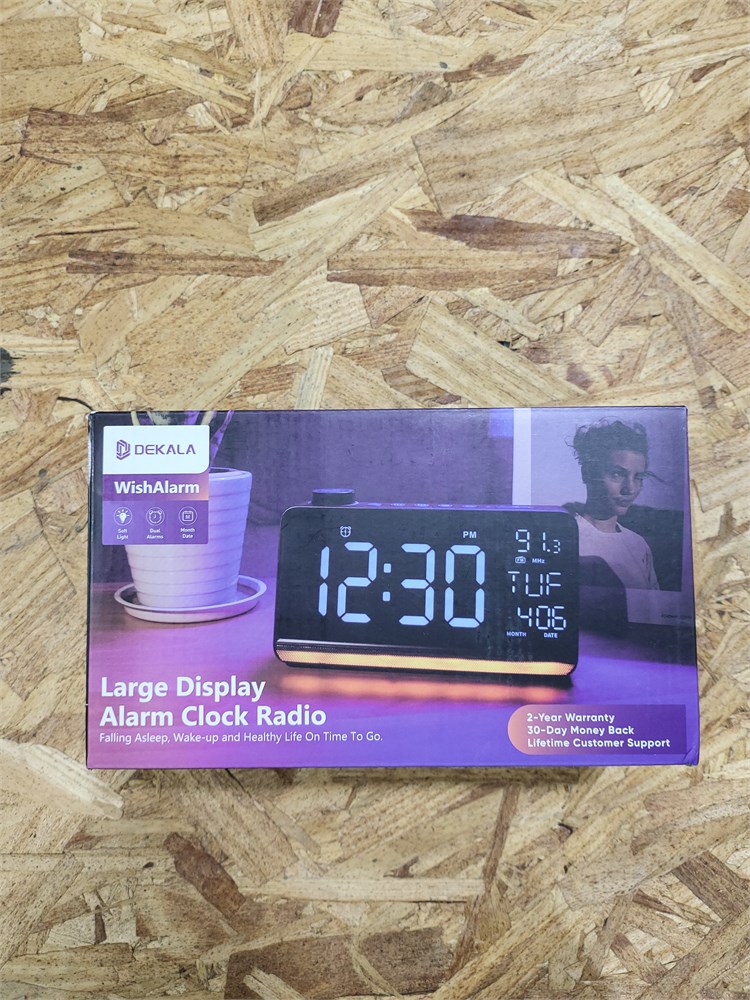 DEKALA
WishAlarm
Soft Light
Dual Alarms
Month Date
PM
12:30
91.3
FM MHz
TUF
406
MONTH DATE
Large Display
Alarm Clock Radio
Falling Asleep, Wake-up and Healthy Life On Time To Go.
2-Year Warranty
30-Day Money Back
Lifetime Customer Support